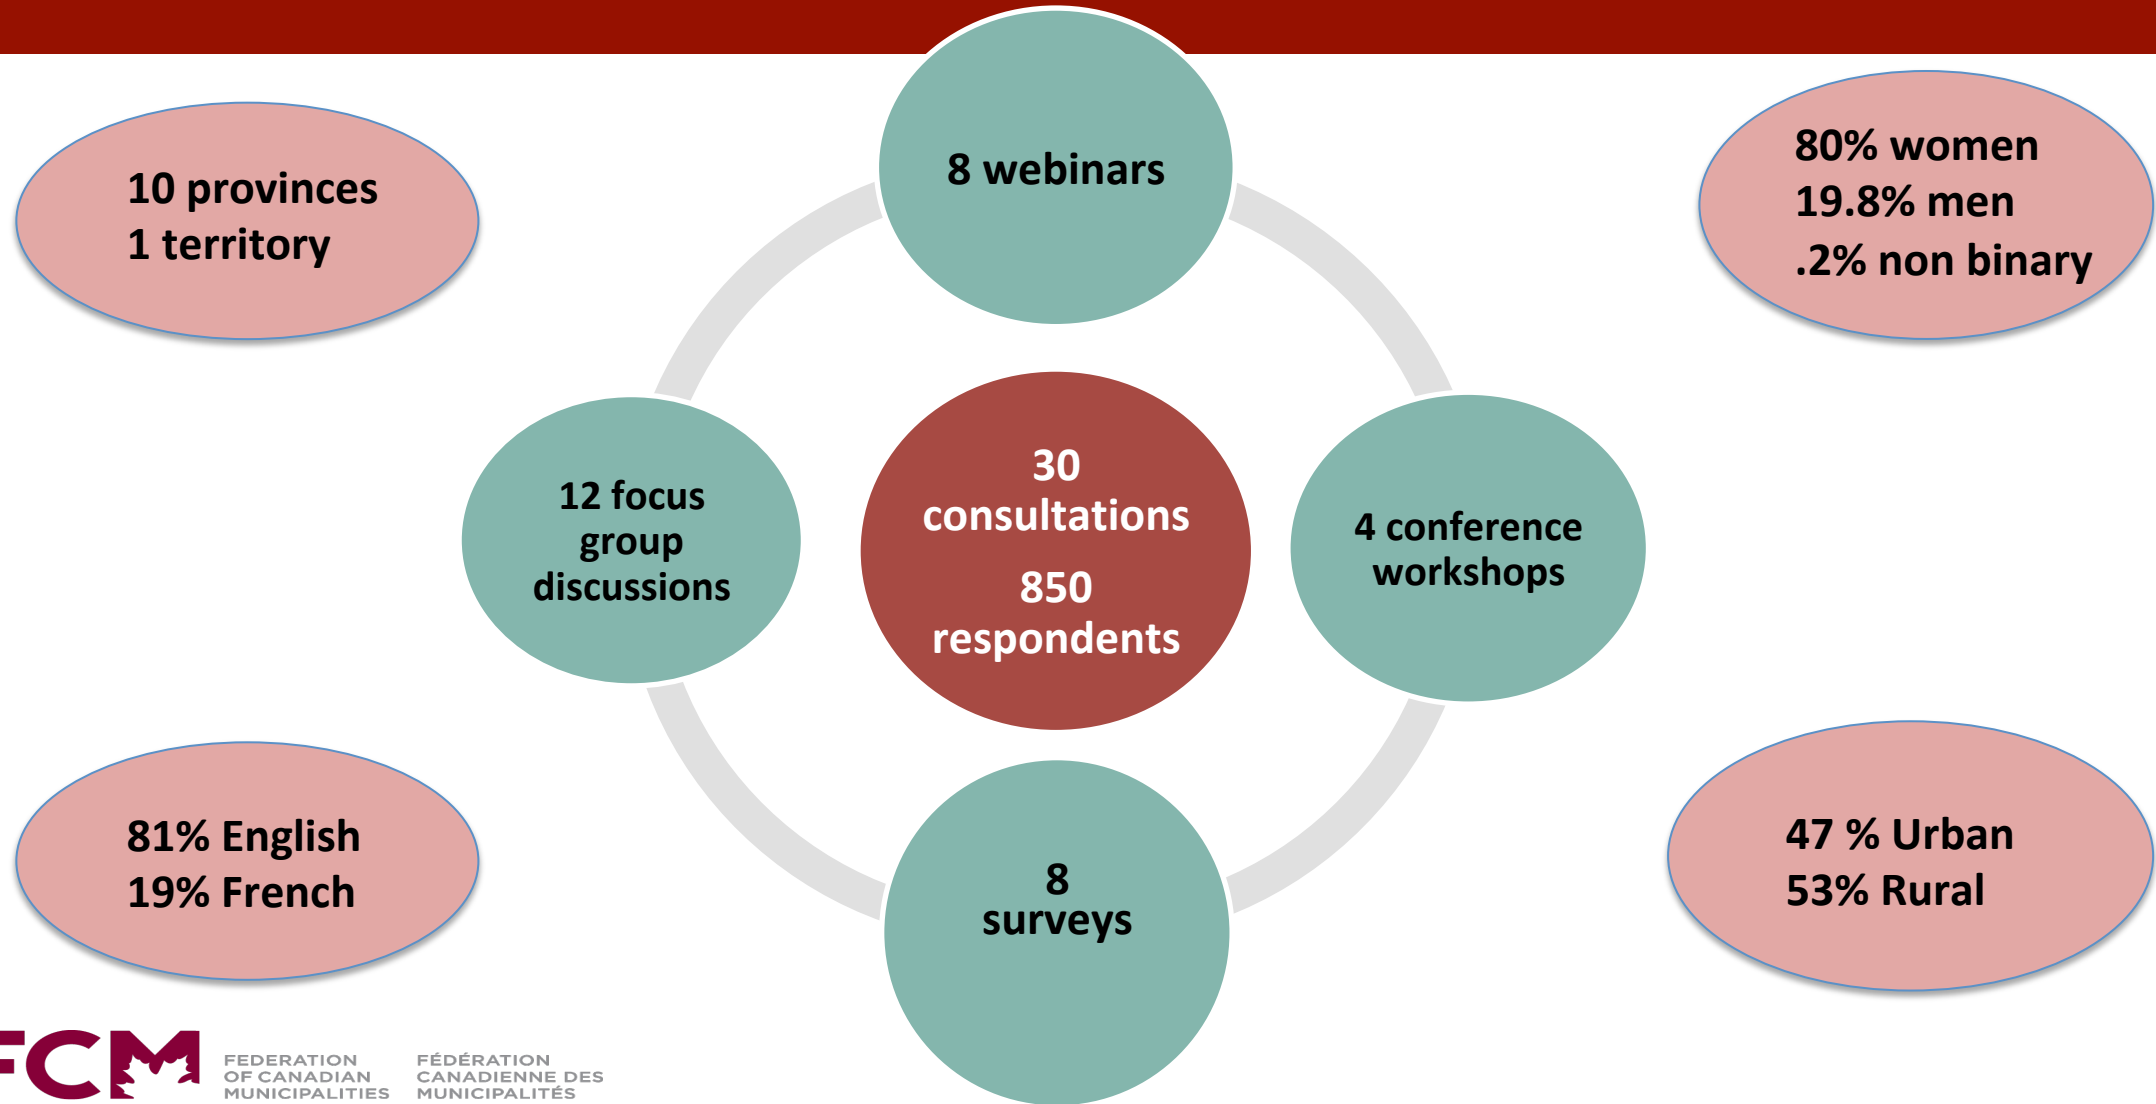 8 webinars
10 provinces
1 territory
80% women
19.8% men
.2% non binary
12 focus
group
discussions
30
consultations
850
respondents
4 conference
workshops
81% English
19% French
8
surveys
47 % Urban
53% Rural
FCM
FEDERATION
OF CANADIAN
MUNICIPALITIES
FÉDÉRATION
CANADIENNE DES
MUNICIPALITÉS